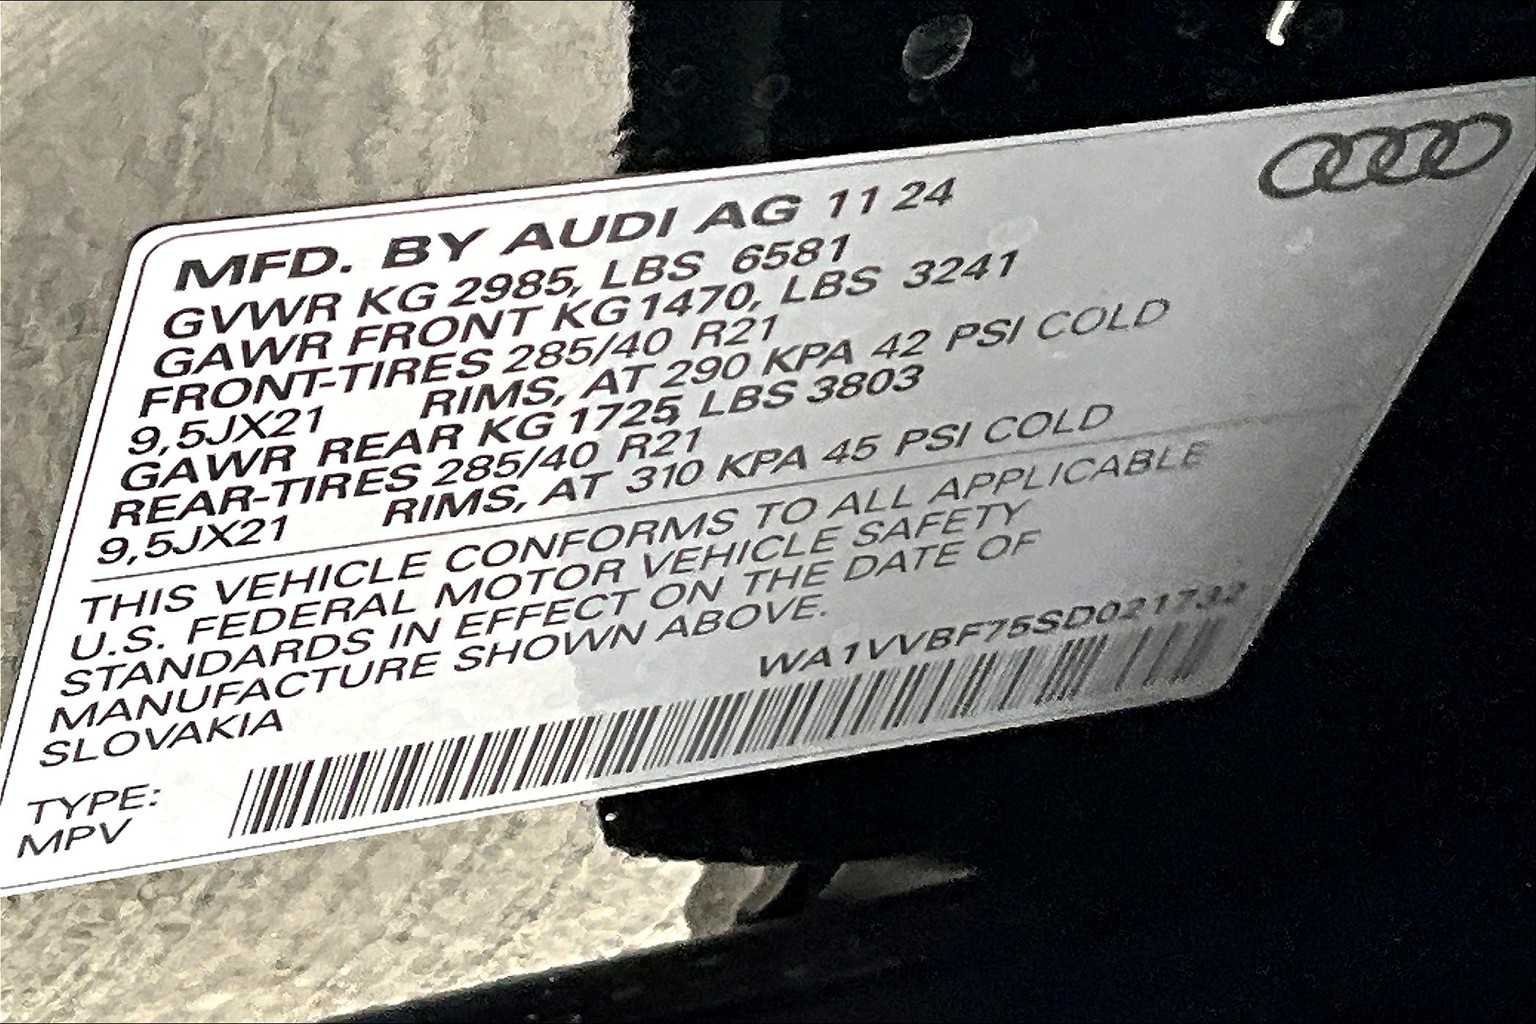 MFD. BY AUDI AG 11 24
GVWR KG 2985, LBS 6581
GAWR FRONT KG 1470, LBS 3241
FRONT-TIRES 285/40 R21
9,5JX21 RIMS, AT 290 KPA 42 PSI COLD
GAWR REAR KG 1725, LBS 3803
REAR-TIRES 285/40 R21
9,5JX21 RIMS, AT 310 KPA 45 PSI COLD
THIS VEHICLE CONFORMS TO ALL APPLICABLE
U.S. FEDERAL MOTOR VEHICLE SAFETY
STANDARDS IN EFFECT ON THE DATE OF
MANUFACTURE SHOWN ABOVE.
SLOVAKIA
WA1VVBF75SD021732
TYPE:
MPV